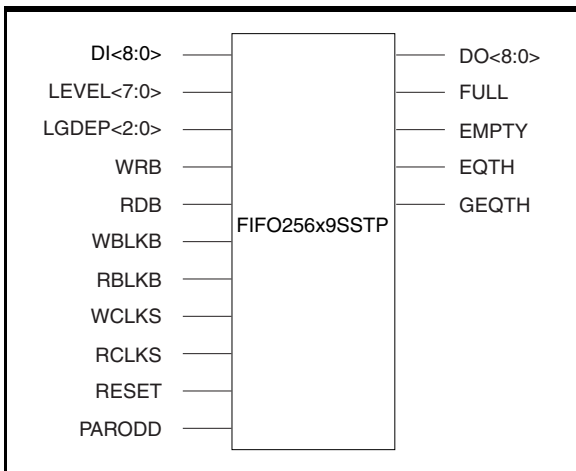 DI<8:0>
LEVEL<7:0>
LGDEP<2:0>
WRB
RDB
WBLKB
RBLKB
WCLKS
RCLKS
RESET
PARODD
FIFO256x9SSTP
DO<8:0>
FULL
EMPTY
EQTH
GEQTH